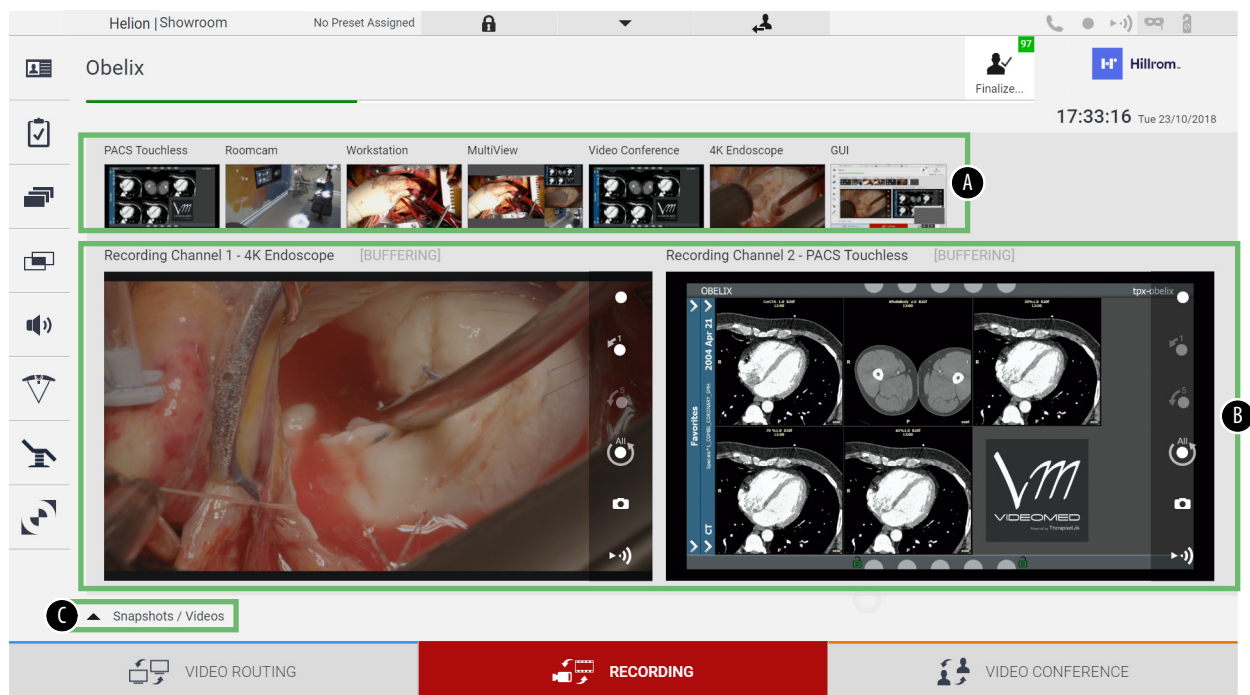 Helion | Showroom
No Preset Assigned
Obelix
97
Finalize...
Hillrom
17:33:16 Tue 23/10/2018
PACS Touchless
Roomcam
Workstation
MultiView
Video Conference
4K Endoscope
GUI
A
Recording Channel 1 - 4K Endoscope [BUFFERING]
Recording Channel 2 - PACS Touchless [BUFFERING]
1
All
OBELIX
tpx-obelix
2004 Apr 21
Favorites
CT
1
5
5
All
VM
VIDEOMED
B
C
Snapshots / Videos
VIDEO ROUTING
RECORDING
VIDEO CONFERENCE